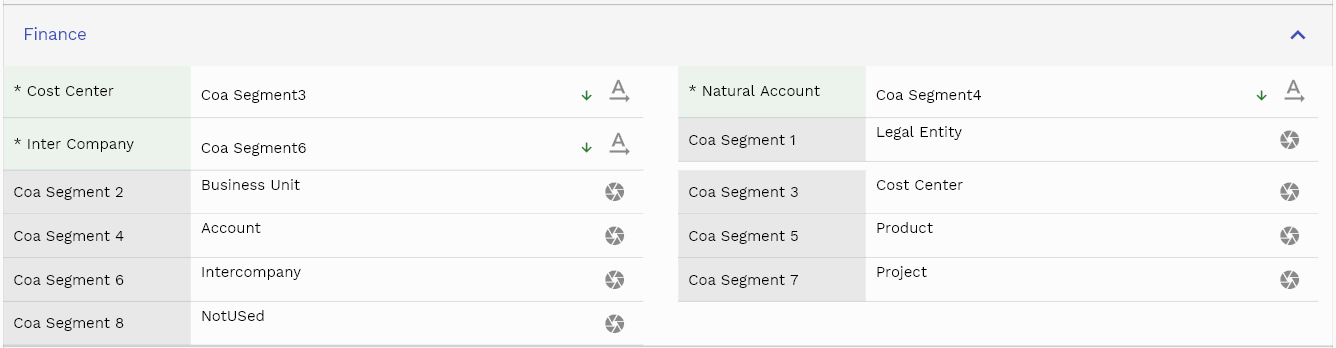 Finance
* Cost Center Coa Segment3 * Natural Account Coa Segment4
* Inter Company Coa Segment6 Coa Segment 1 Legal Entity
Coa Segment 2 Business Unit Coa Segment 3 Cost Center
Coa Segment 4 Account Coa Segment 5 Product
Coa Segment 6 Intercompany Coa Segment 7 Project
Coa Segment 8 NotUSed